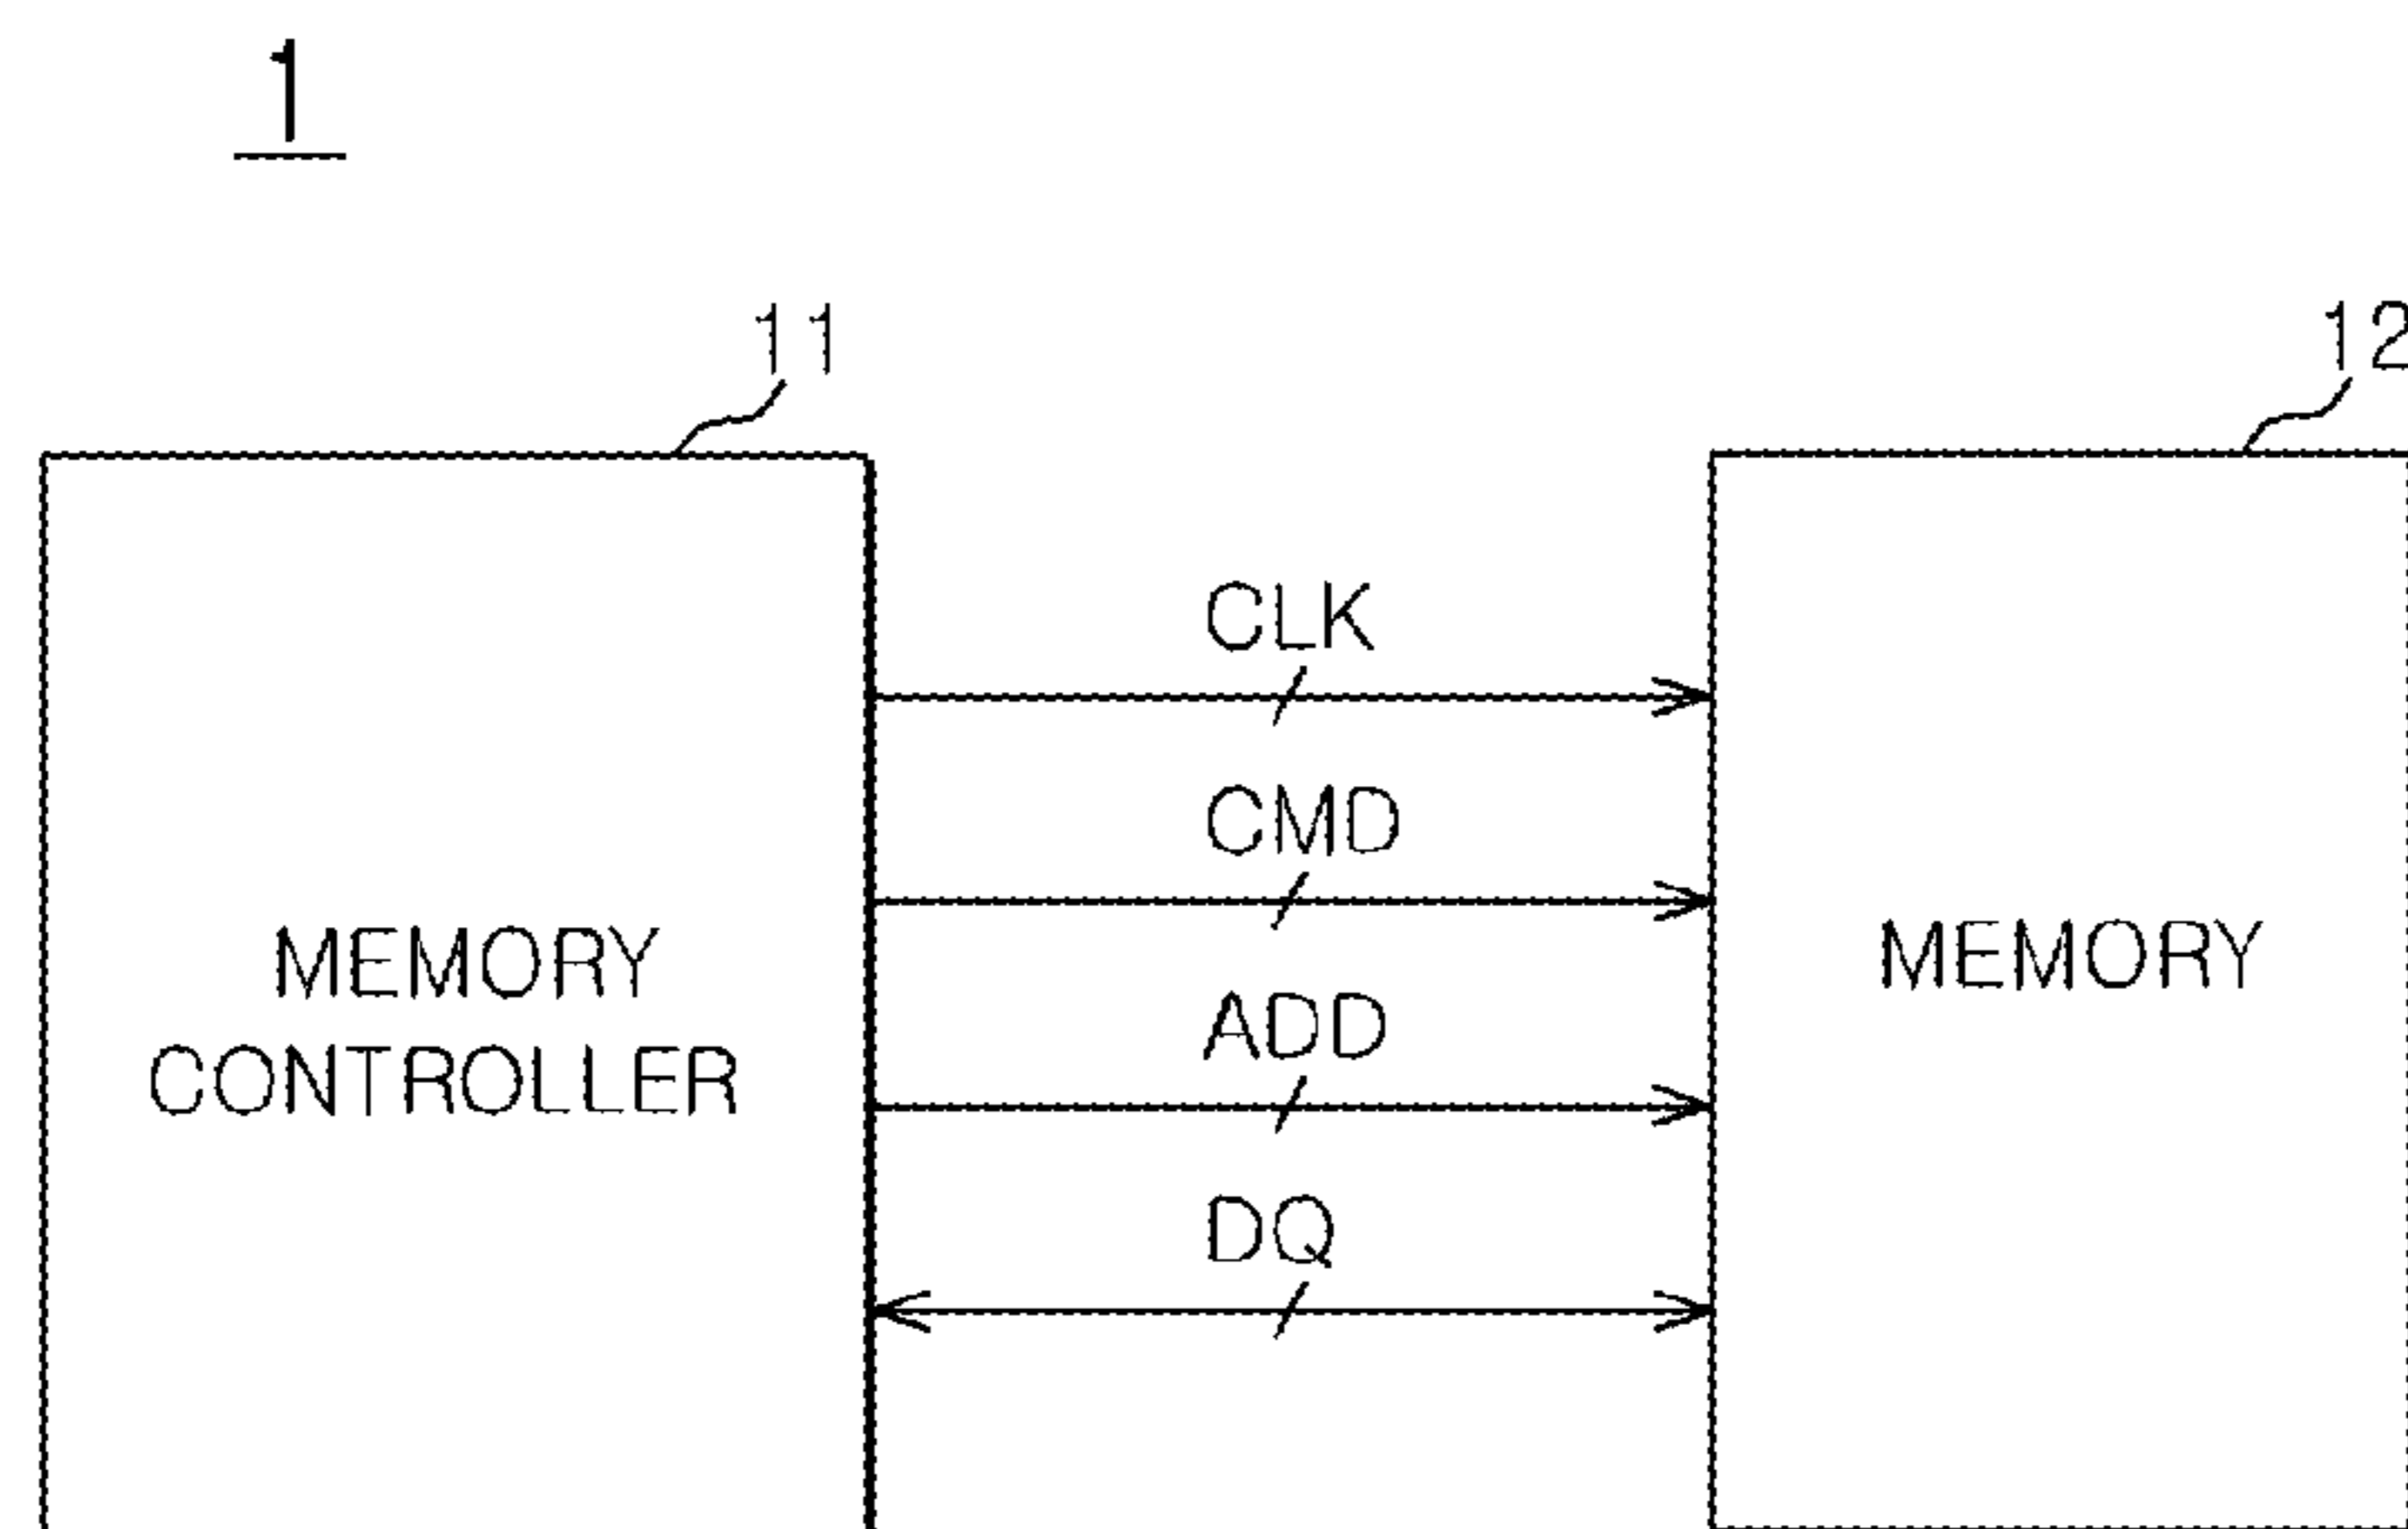 1
11
12
CLK
CMD
MEMORY
CONTROLLER
MEMORY
ADD
DQ